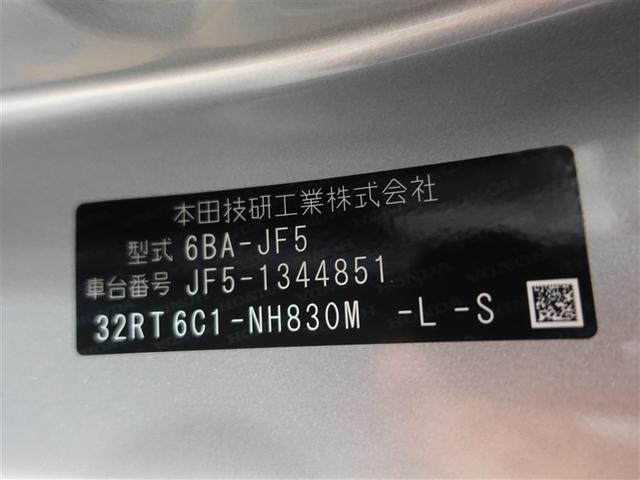 本田技研工業株式会社
型式 6BA-JF5
車台番号 JF5-1344851
32RT6C1-NH830M -L -S